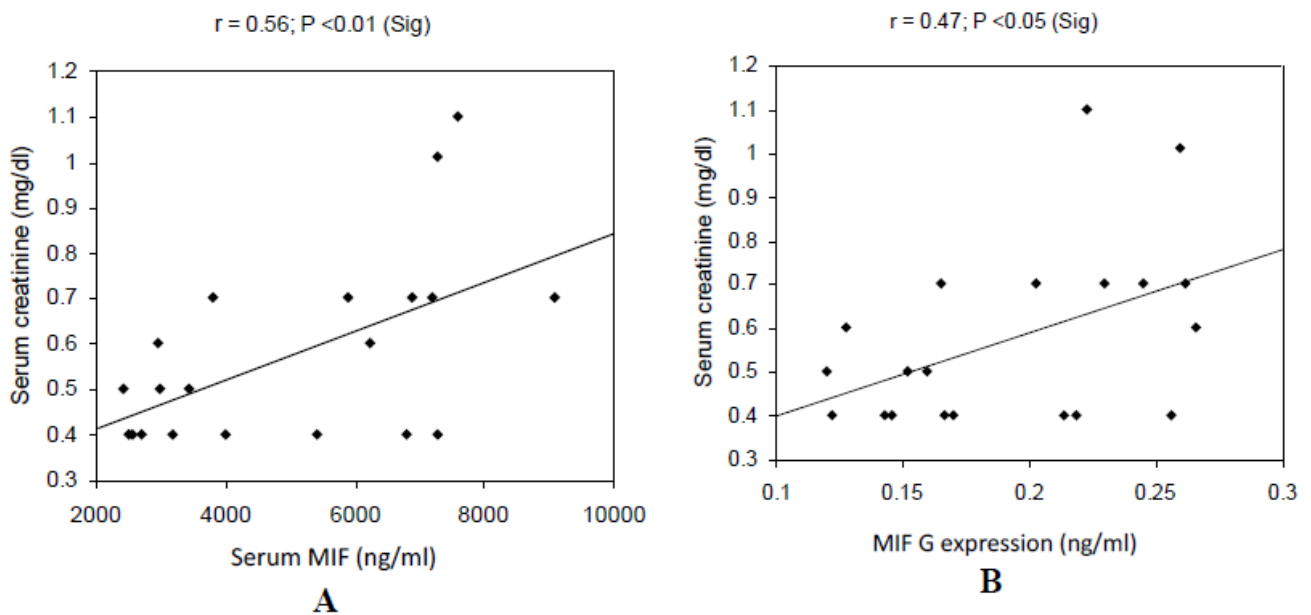 r = 0.56; P <0.01 (Sig)
1.2
1.1
1
0.9
0.8
0.7
0.6
0.5
0.4
0.3
Serum creatinine (mg/dl)
2000 4000 6000 8000 10000
Serum MIF (ng/ml)
A
r = 0.47; P <0.05 (Sig)
1.2
1.1
1
0.9
0.8
0.7
0.6
0.5
0.4
0.3
Serum creatinine (mg/dl)
0.1 0.15 0.2 0.25 0.3
MIF G expression (ng/ml)
B